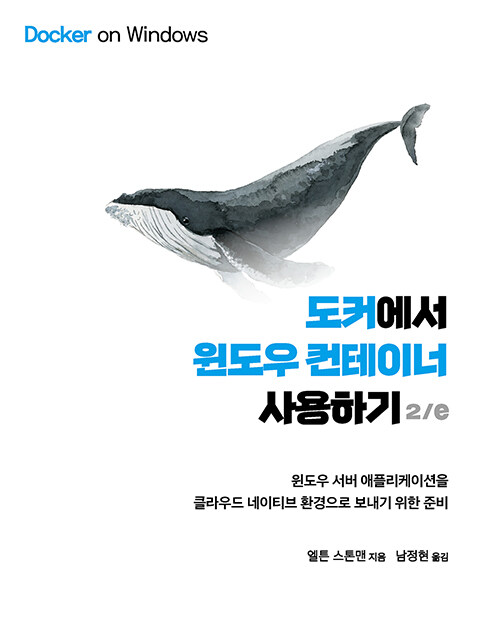 Docker on Windows
도커에서
윈도우 컨테이너
사용하기 2/e
윈도우 서버 애플리케이션을
클라우드 네이티브 환경으로 보내기 위한 준비
엘튼 스톤맨 지음 남정현 옮김